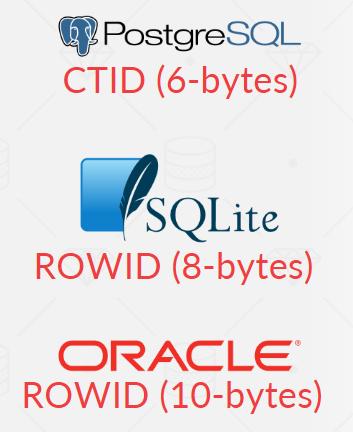 PostgreSQL
CTID (6-bytes)
SQLite
ROWID (8-bytes)
ORACLE®
ROWID (10-bytes)